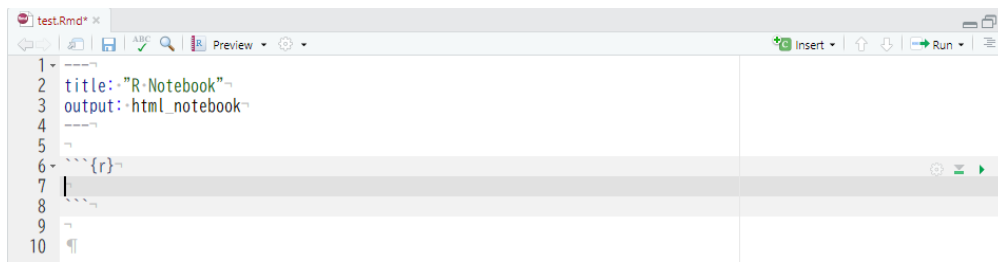 test.Rmd*
ABC Preview Insert Run
1 ---
2 title: "R Notebook"
3 output: html_notebook
4 ---
5
6 ```{r}
7
8 ```
9
10